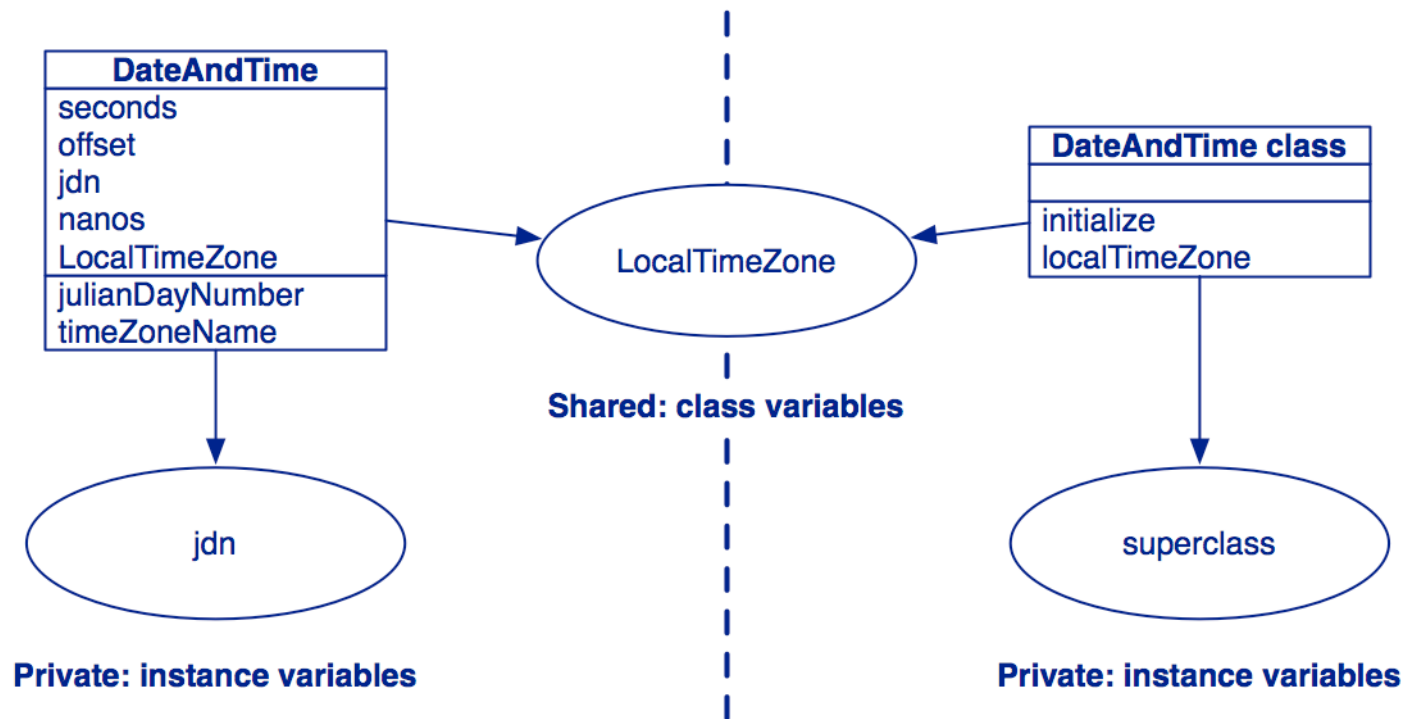 DateAndTime
seconds
offset
jdn
nanos
LocalTimeZone
julianDayNumber
timeZoneName
DateAndTime class
initialize
localTimeZone
LocalTimeZone
Shared: class variables
jdn
superclass
Private: instance variables
Private: instance variables